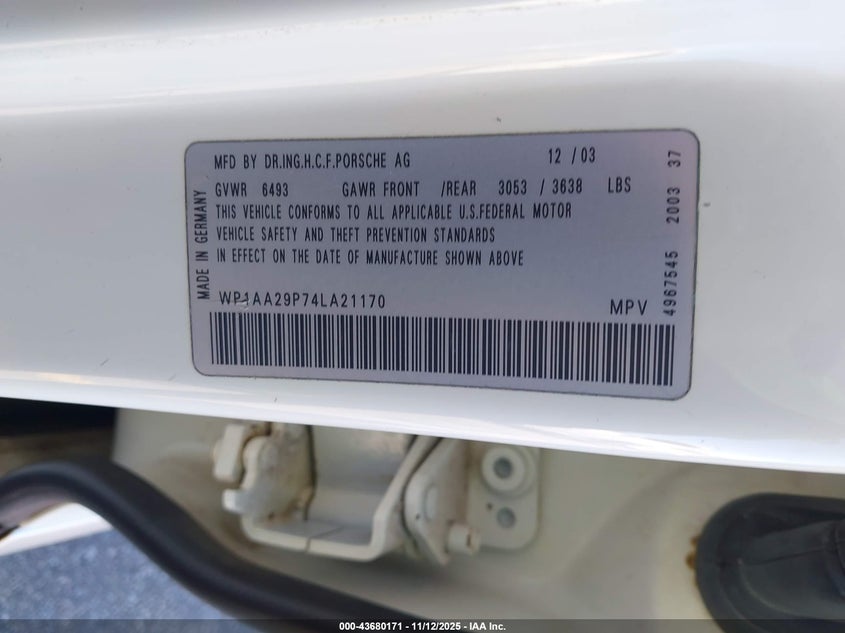 MFD BY DR.ING.H.C.F.PORSCHE AG 12 /03
GVWR 6493 GAWR FRONT /REAR 3053 / 3638 LBS
THIS VEHICLE CONFORMS TO ALL APPLICABLE U.S.FEDERAL MOTOR
VEHICLE SAFETY AND THEFT PREVENTION STANDARDS
IN EFFECT ON THE DATE OF MANUFACTURE SHOWN ABOVE
WP1AA29P74LA21170 MPV
MADE IN GERMANY
4967545 2003 37
000-43680171 - 11/12/2025 - IAA Inc.